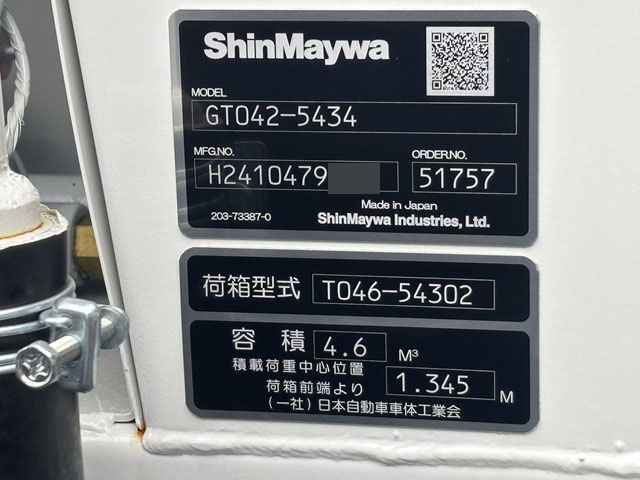 ShinMaywa
MODEL
GT042-5434
MFG.NO. ORDER.NO.
H2410479 51757
Made in Japan
203-73387-0 ShinMaywa Industries, Ltd.
荷箱型式 T046-54302
容積 4.6 M³
積載荷重中心位置
荷箱前端より 1.345 M
(一社)日本自動車車体工業会